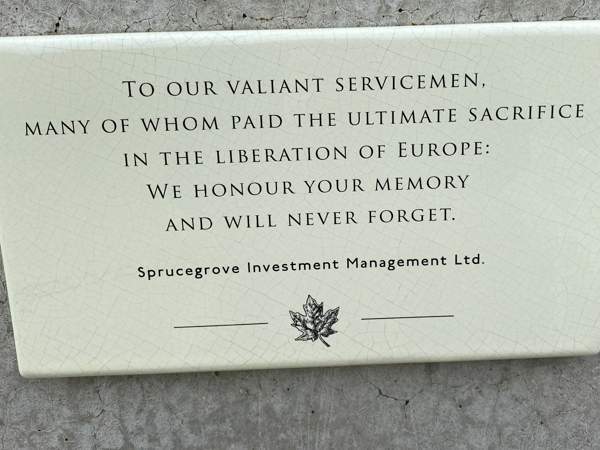 To our valiant servicemen,
many of whom paid the ultimate sacrifice
in the liberation of Europe:
We honour your memory
and will never forget.
Sprucegrove Investment Management Ltd.